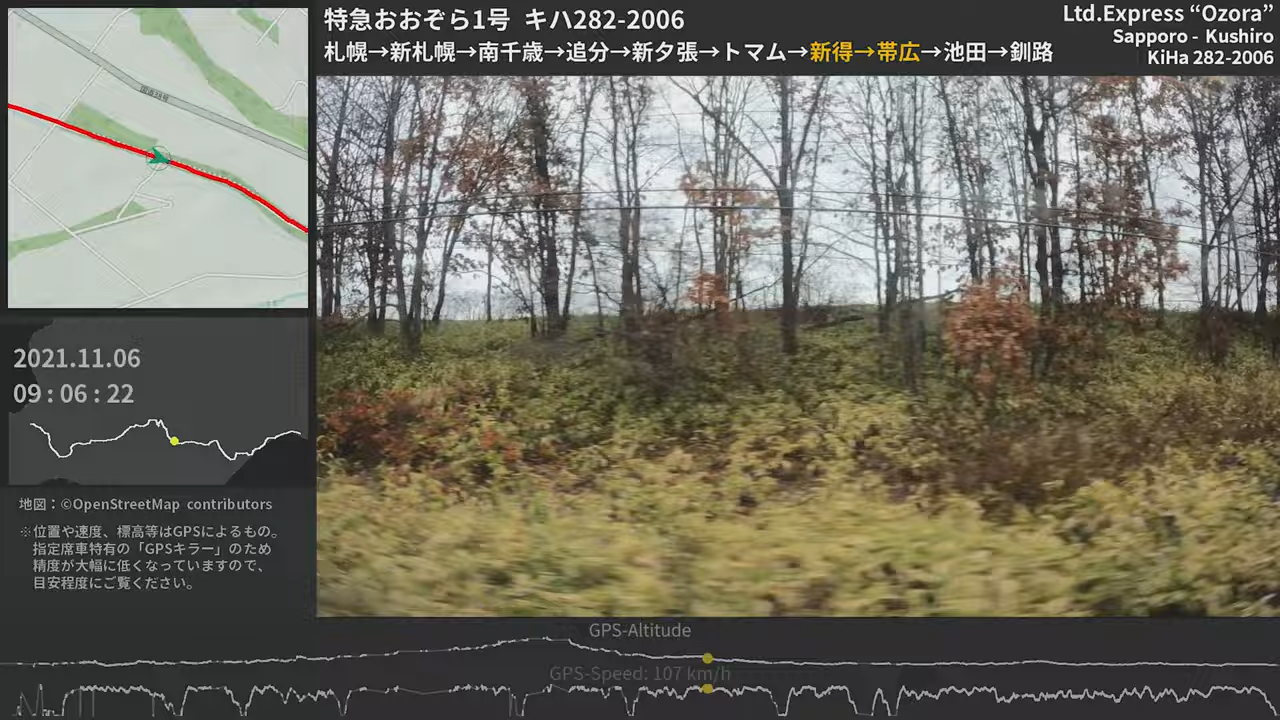 特急おおぞら1号 キハ282-2006
札幌→新札幌→南千歳→追分→新夕張→トマム→新得→帯広→池田→釧路
Ltd.Express “Ozora”
Sapporo - Kushiro
KiHa 282-2006
2021.11.06
09:06:22
地図：©OpenStreetMap contributors
※位置や速度、標高等はGPSによるもの。
指定席車特有の「GPSキラー」のため
精度が大幅に低くなっていますので、
目安程度にご覧ください。
GPS-Altitude
GPS-Speed: 107 km/h